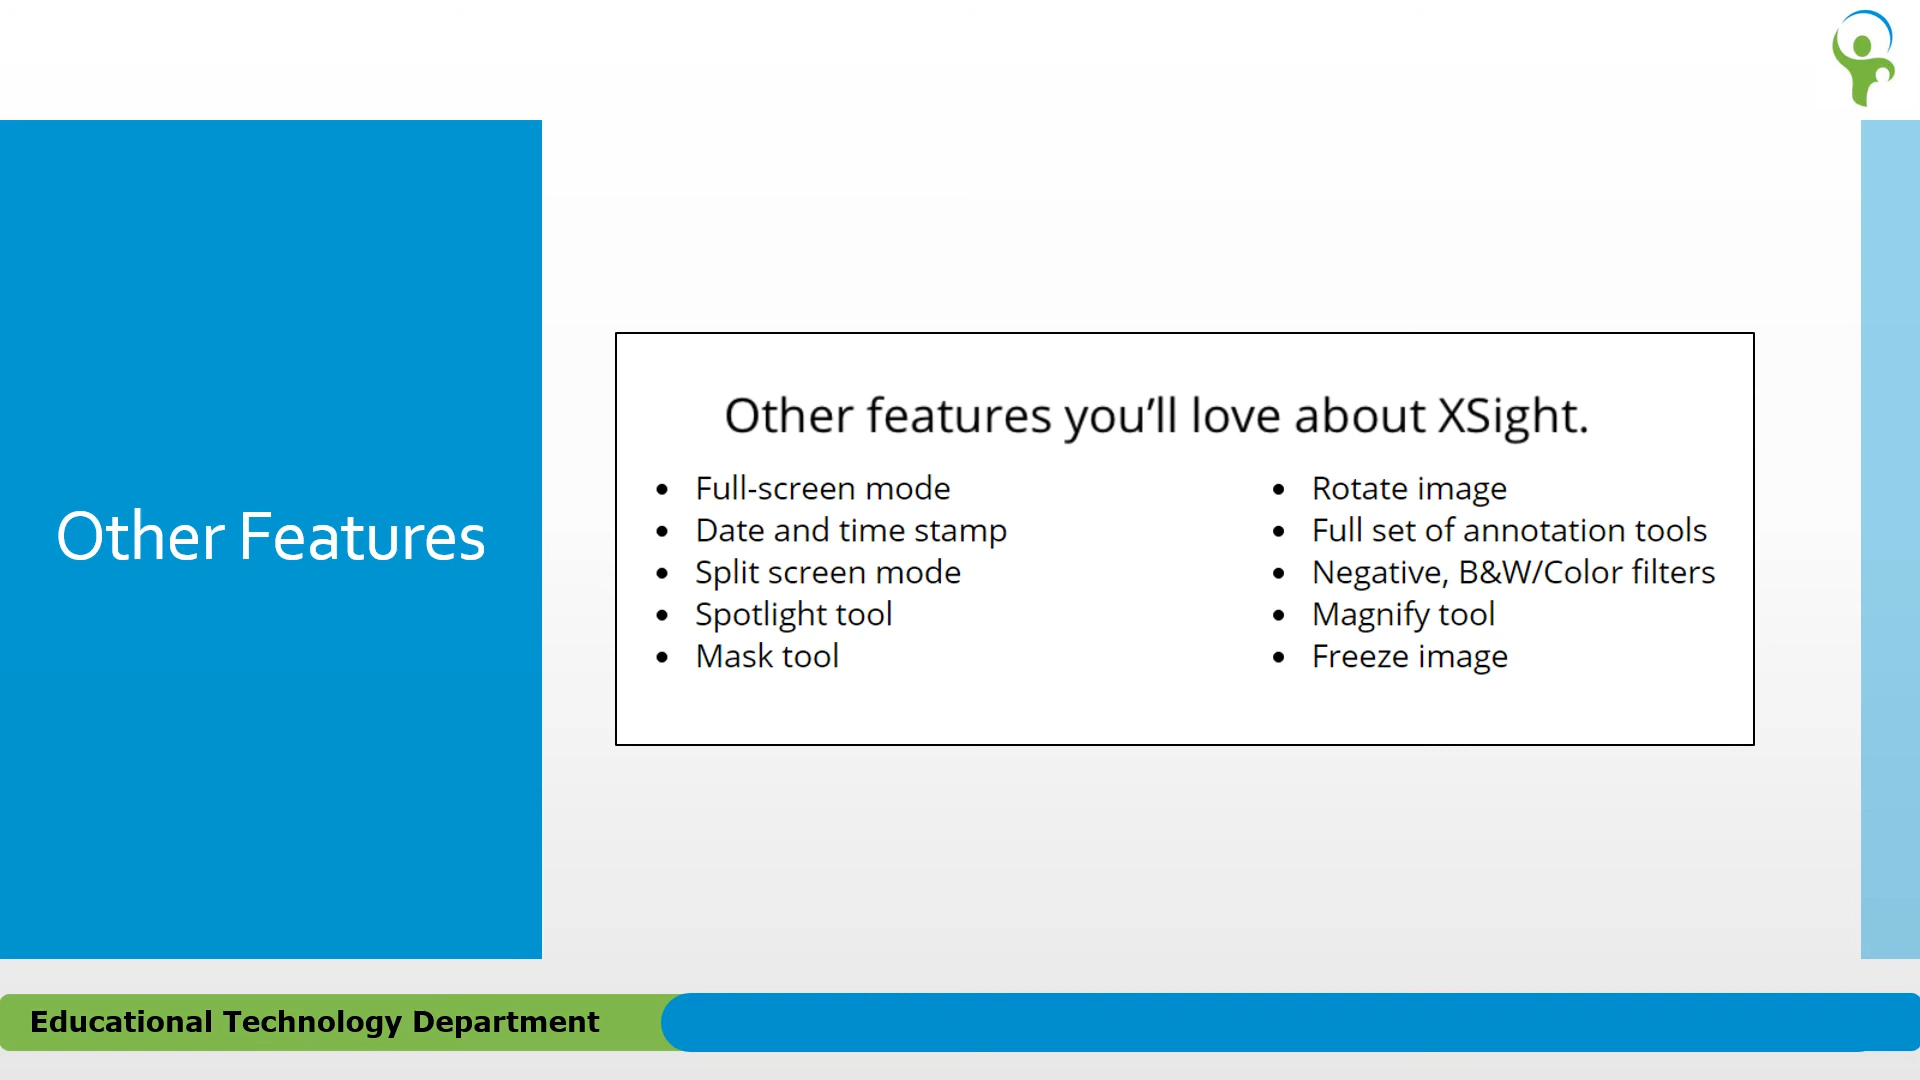 Other Features
Other features you’ll love about XSight.
• Full-screen mode
• Date and time stamp
• Split screen mode
• Spotlight tool
• Mask tool
• Rotate image
• Full set of annotation tools
• Negative, B&W/Color filters
• Magnify tool
• Freeze image
Educational Technology Department